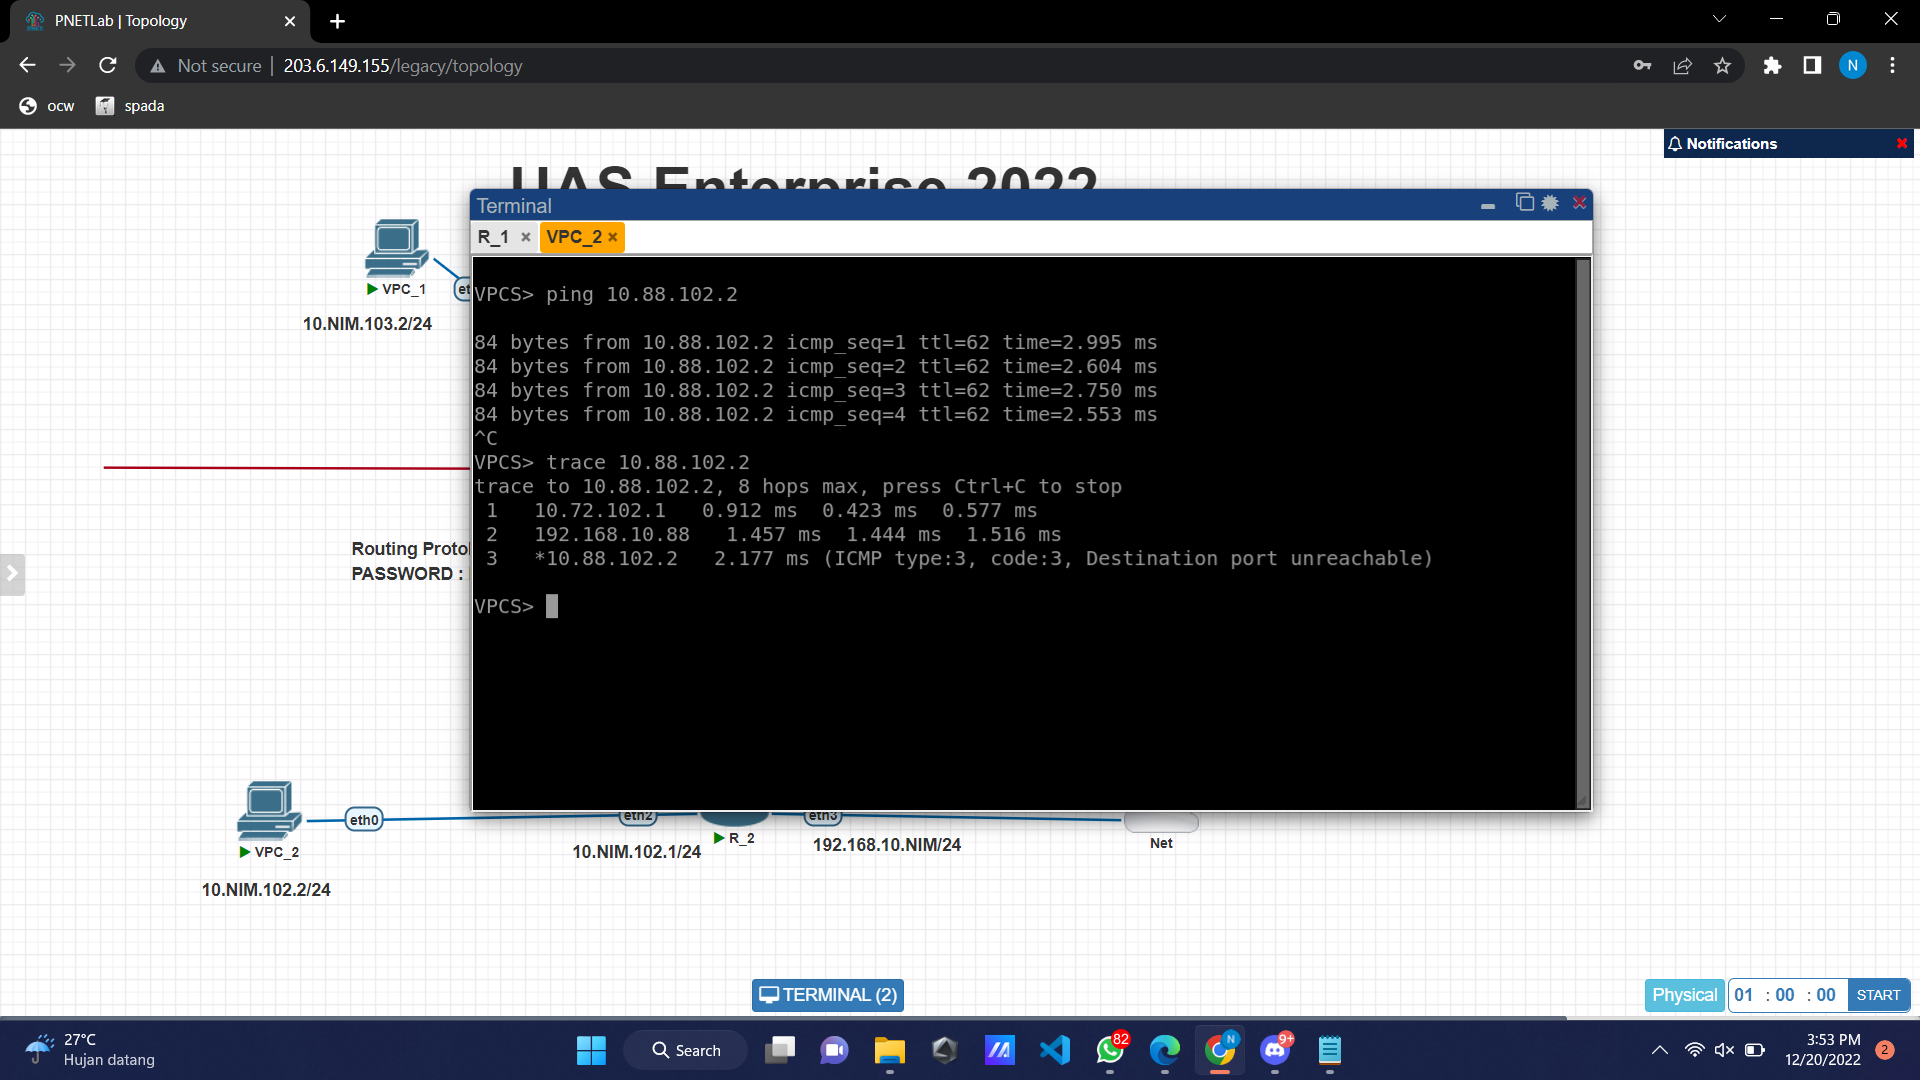 PNETLab | Topology
Not secure
203.6.149.155/legacy/topology
N
ocw
spada
Notifications
UAS Enterprise 2022
Terminal
R_1
VPC_2
VPC_1
10.NIM.103.2/24
VPCS> ping 10.88.102.2
84 bytes from 10.88.102.2 icmp_seq=1 ttl=62 time=2.995 ms
84 bytes from 10.88.102.2 icmp_seq=2 ttl=62 time=2.604 ms
84 bytes from 10.88.102.2 icmp_seq=3 ttl=62 time=2.750 ms
84 bytes from 10.88.102.2 icmp_seq=4 ttl=62 time=2.553 ms
^C
VPCS> trace 10.88.102.2
trace to 10.88.102.2, 8 hops max, press Ctrl+C to stop
1 10.72.102.1 0.912 ms 0.423 ms 0.577 ms
2 192.168.10.88 1.457 ms 1.444 ms 1.516 ms
3 *10.88.102.2 2.177 ms (ICMP type:3, code:3, Destination port unreachable)
VPCS>
Routing Proto
PASSWORD :
eth0
eth2
eth3
VPC_2
R_2
Net
10.NIM.102.1/24
192.168.10.NIM/24
10.NIM.102.2/24
TERMINAL (2)
Physical
01 : 00 : 00
START
27°C
Hujan datang
Search
82
N
9+
3:53 PM
12/20/2022
2